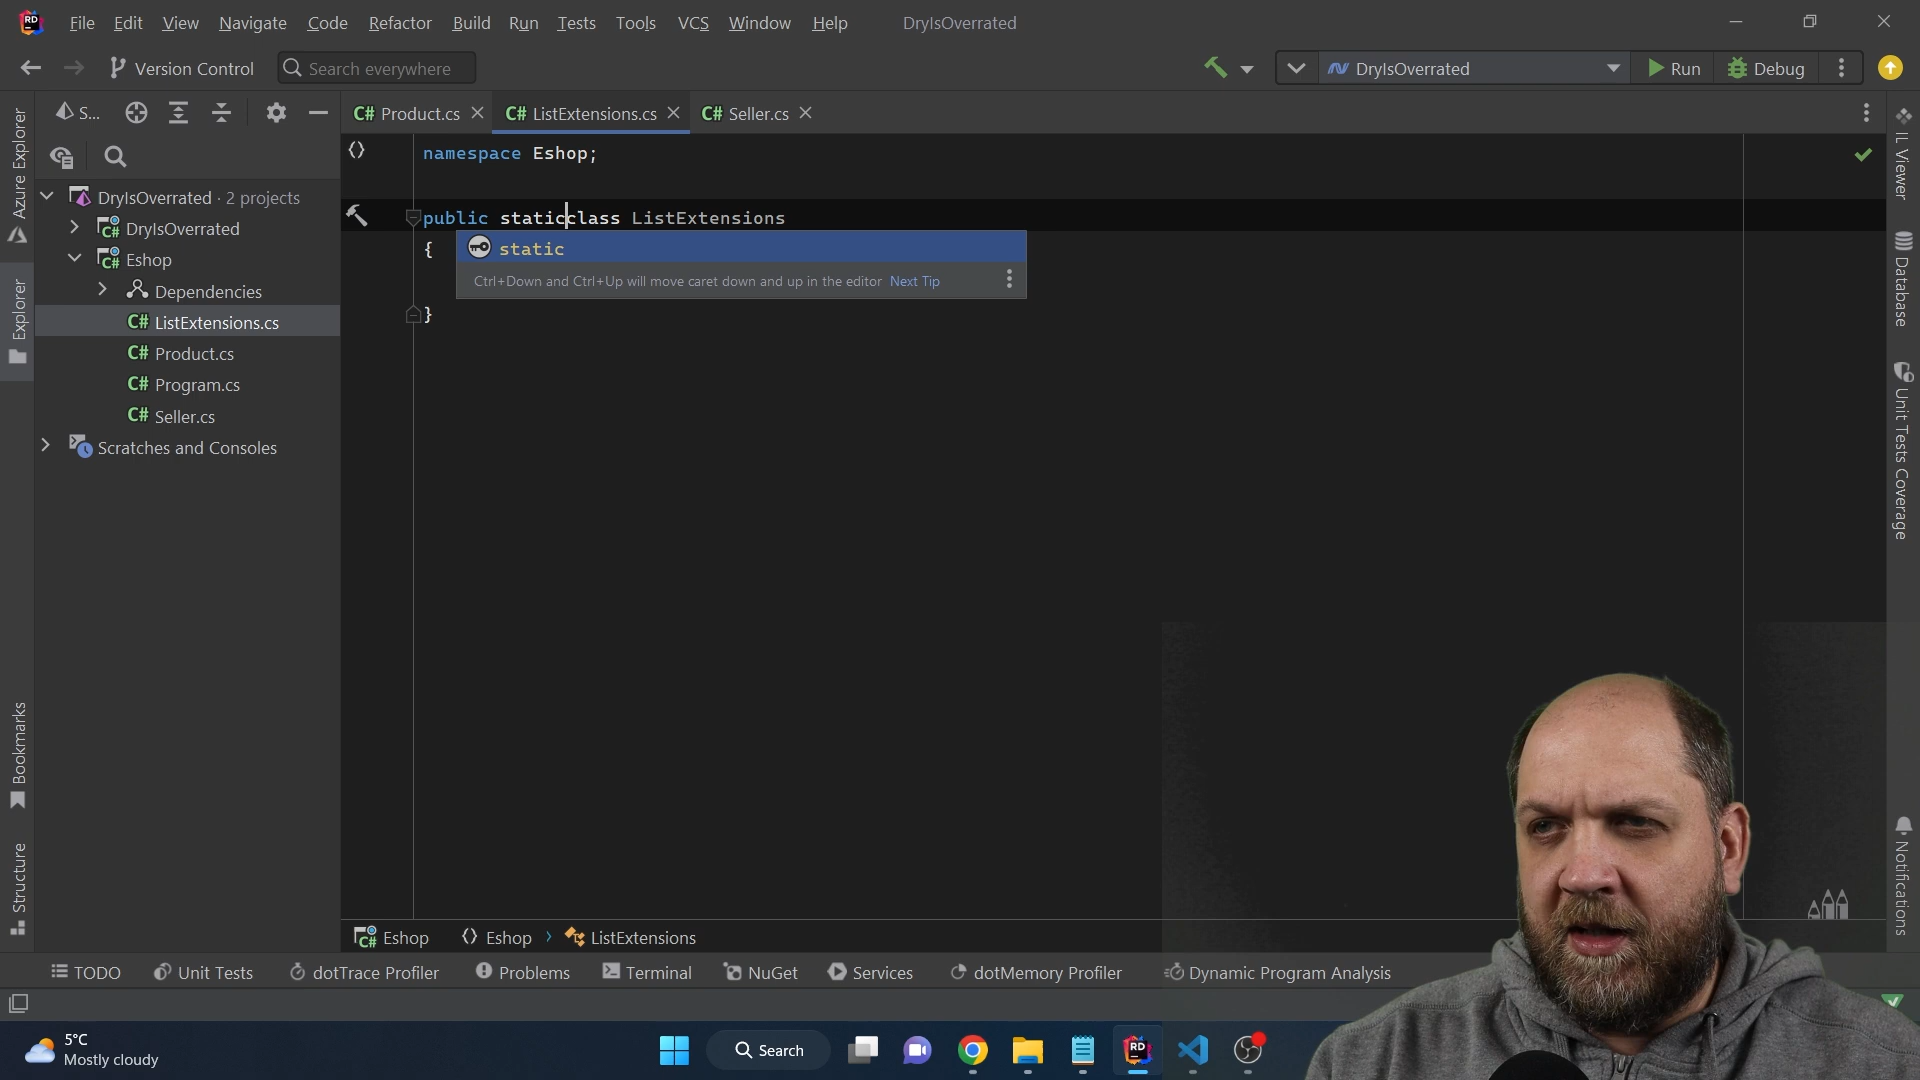 File Edit View Navigate Code Refactor Build Run Tests Tools VCS Window Help DryIsOverrated
Version Control Search everywhere DryIsOverrated Run Debug
S... C# Product.cs C# ListExtensions.cs C# Seller.cs
DryIsOverrated · 2 projects
DryIsOverrated
Eshop
Dependencies
C# ListExtensions.cs
C# Product.cs
C# Program.cs
C# Seller.cs
Scratches and Consoles
Azure Explorer
Explorer
Bookmarks
Structure
namespace Eshop;
public staticclass ListExtensions
{
static
Ctrl+Down and Ctrl+Up will move caret down and up in the editor Next Tip
}
IL Viewer
Database
Unit Tests Coverage
Notifications
Eshop Eshop ListExtensions
TODO Unit Tests dotTrace Profiler Problems Terminal NuGet Services dotMemory Profiler Dynamic Program Analysis
5°C
Mostly cloudy
Search
RD